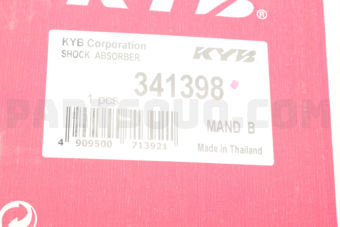 KYB®
KYB Corporation
SHOCK ABSORBER
KYB
341398
1 pcs
MAND B
4 909500 713921
Made in Thailand
PARTSOUQ.COM